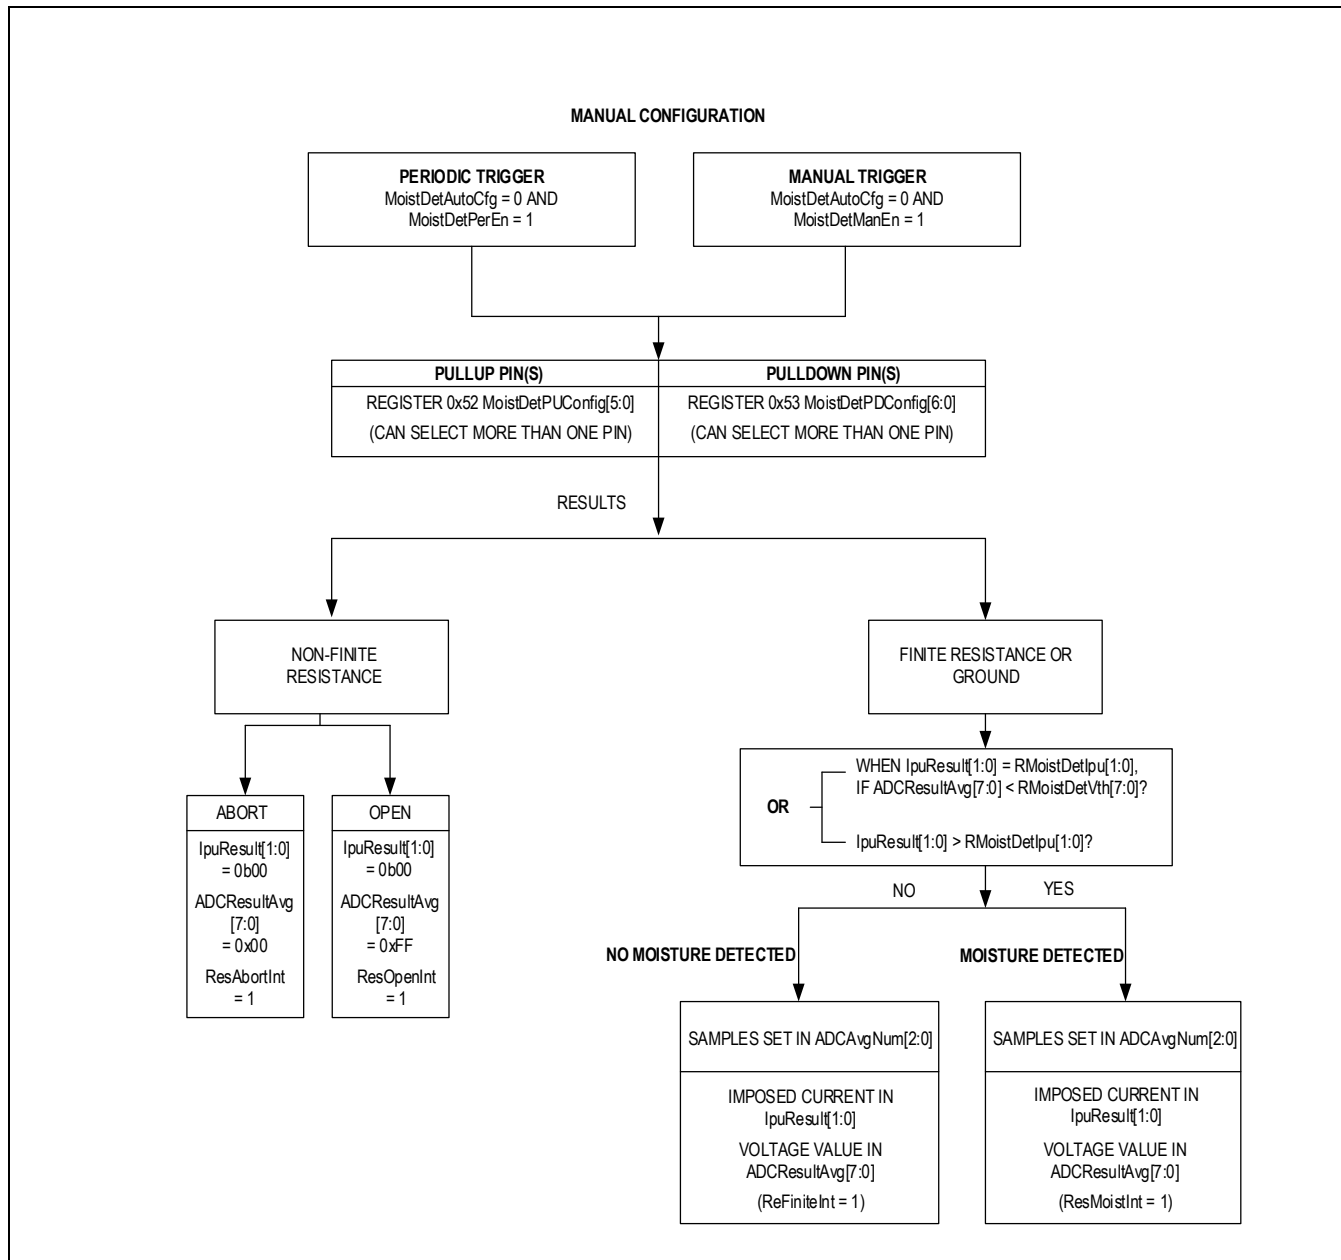 MANUAL CONFIGURATION
PERIODIC TRIGGER
MoistDetAutoCfg = 0 AND
MoistDetPerEn = 1
MANUAL TRIGGER
MoistDetAutoCfg = 0 AND
MoistDetManEn = 1
PULLUP PIN(S)
REGISTER 0x52 MoistDetPUConfig[5:0]
(CAN SELECT MORE THAN ONE PIN)
PULLDOWN PIN(S)
REGISTER 0x53 MoistDetPDConfig[6:0]
(CAN SELECT MORE THAN ONE PIN)
RESULTS
NON-FINITE
RESISTANCE
FINITE RESISTANCE OR
GROUND
ABORT
IpuResult[1:0]
= 0b00
ADCResultAvg
[7:0]
= 0x00
ResAbortInt
= 1
OPEN
IpuResult[1:0]
= 0b00
ADCResultAvg
[7:0]
= 0xFF
ResOpenInt
= 1
OR
WHEN IpuResult[1:0] = RMoistDetIpu[1:0],
IF ADCResultAvg[7:0] < RMoistDetVth[7:0]?
IpuResult[1:0] > RMoistDetIpu[1:0]?
NO
YES
NO MOISTURE DETECTED
MOISTURE DETECTED
SAMPLES SET IN ADCAvgNum[2:0]
IMPOSED CURRENT IN
IpuResult[1:0]
VOLTAGE VALUE IN
ADCResultAvg[7:0]
(ReFiniteInt = 1)
SAMPLES SET IN ADCAvgNum[2:0]
IMPOSED CURRENT IN
IpuResult[1:0]
VOLTAGE VALUE IN
ADCResultAvg[7:0]
(ResMoistInt = 1)